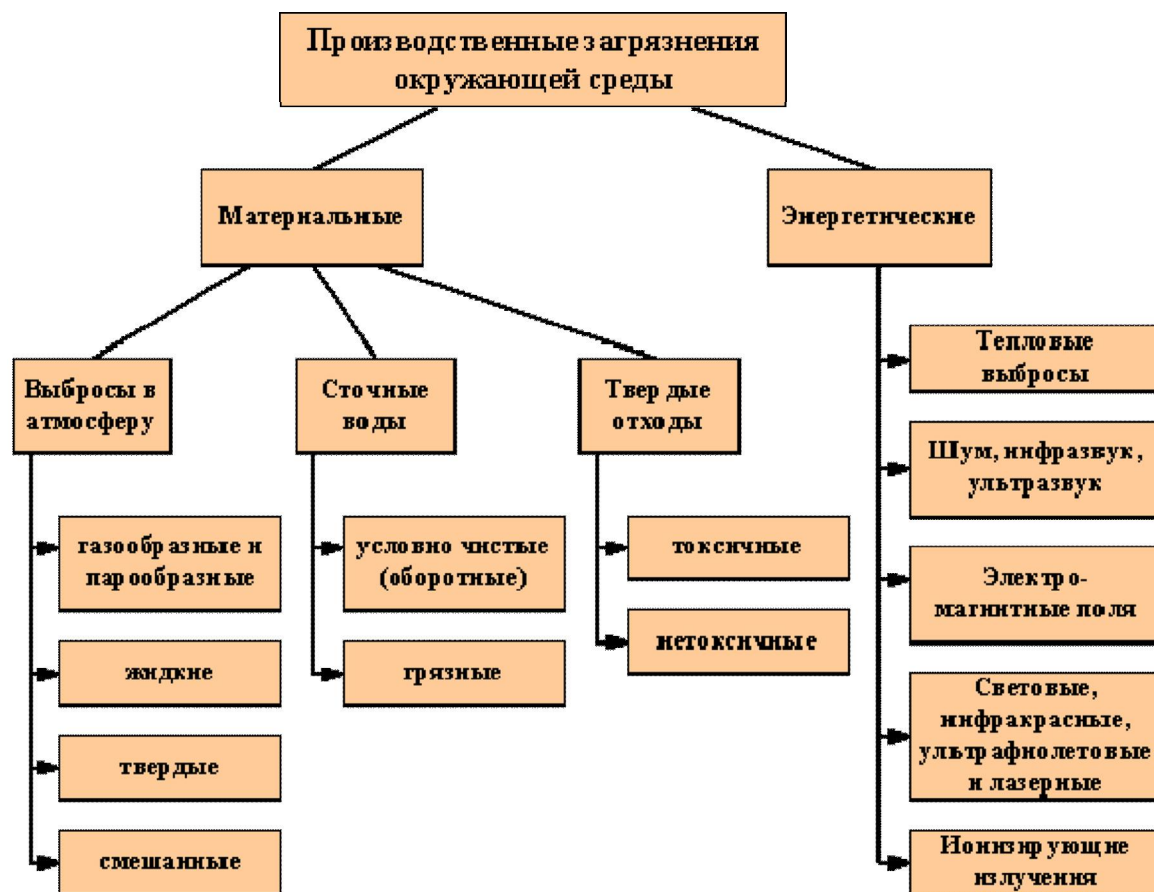 Производственные загрязнения
окружающей среды
Материальные
Энергетические
Выбросы в
атмосферу
газообразные и
парообразные
жидкие
твердые
смешанные
Сточные
воды
условно чистые
(оборотные)
грязные
Твердые
отходы
токсичные
нетоксичные
Тепловые
выбросы
Шум, инфразвук,
ультразвук
Электро-
магнитные поля
Световые,
инфракрасные,
ультрафиолетовые
и лазерные
Ионизирующие
излучения